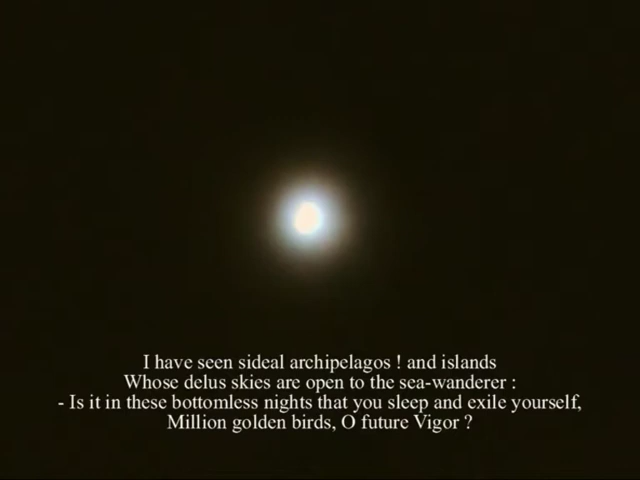 I have seen sideal archipelagos ! and islands
Whose delus skies are open to the sea-wanderer :
- Is it in these bottomless nights that you sleep and exile yourself,
Million golden birds, O future Vigor ?